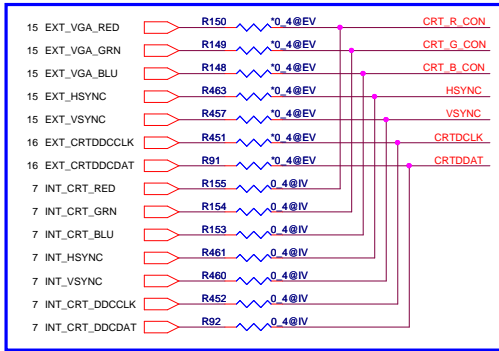 15 EXT_VGA_RED R150 *0_4@EV CRT_R_CON
15 EXT_VGA_GRN R149 *0_4@EV CRT_G_CON
15 EXT_VGA_BLU R148 *0_4@EV CRT_B_CON
15 EXT_HSYNC R463 *0_4@EV HSYNC
15 EXT_VSYNC R457 *0_4@EV VSYNC
16 EXT_CRTDDCCLK R451 *0_4@EV CRTDCLK
16 EXT_CRTDDCDAT R91 *0_4@EV CRTDDAT
7 INT_CRT_RED R155 0_4@IV
7 INT_CRT_GRN R154 0_4@IV
7 INT_CRT_BLU R153 0_4@IV
7 INT_HSYNC R461 0_4@IV
7 INT_VSYNC R460 0_4@IV
7 INT_CRT_DDCCLK R452 0_4@IV
7 INT_CRT_DDCDAT R92 0_4@IV